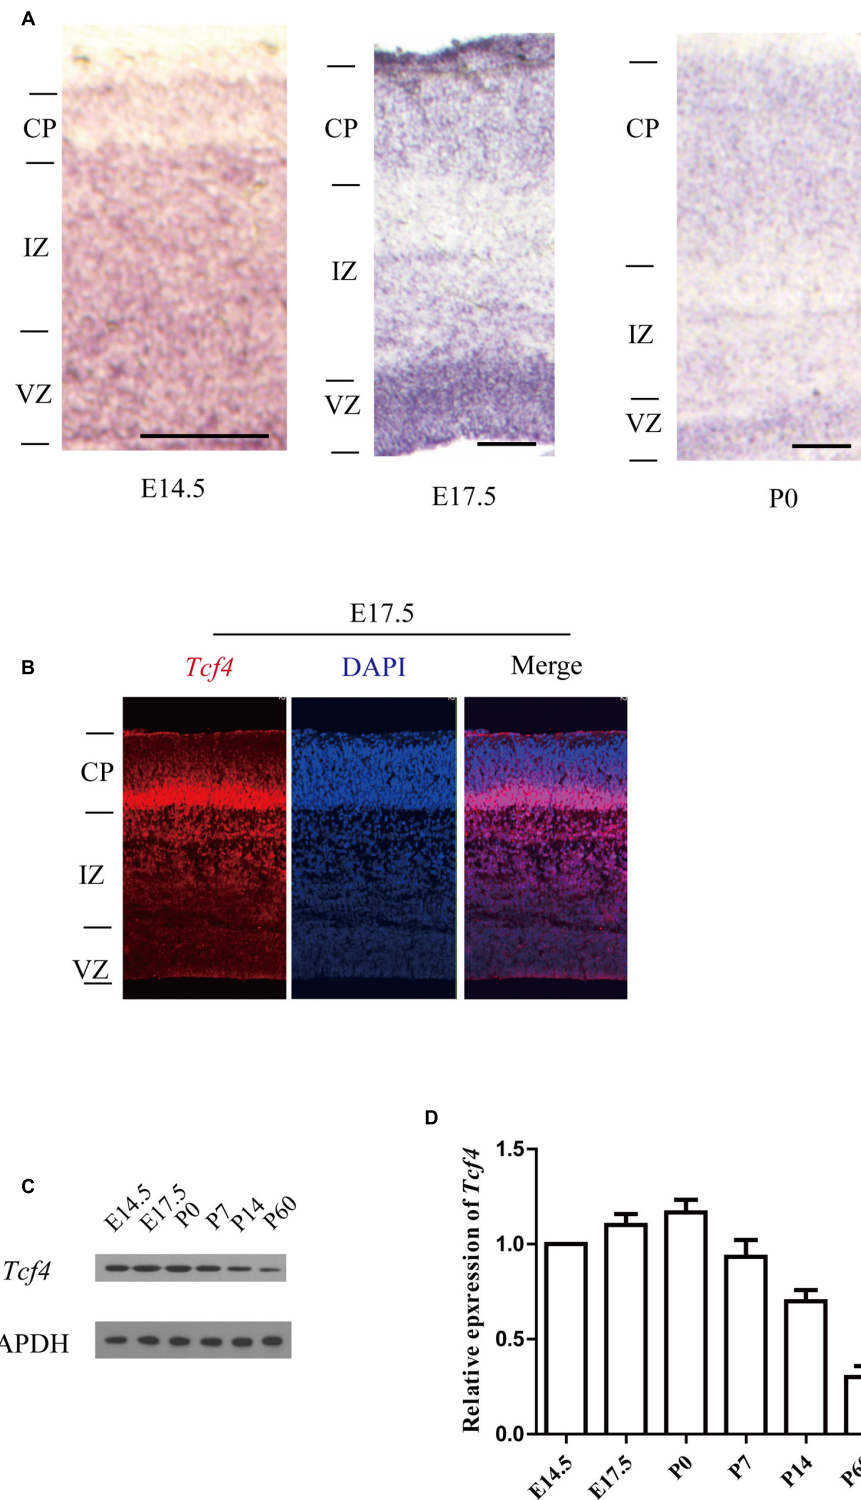 A
CP
IZ
VZ
E14.5
CP
IZ
VZ
E17.5
CP
IZ
VZ
P0
E17.5
B
Tcf4
DAPI
Merge
CP
IZ
VZ
C
E14.5 E17.5 P0 P7 P14 P60
Tcf4
APDH
D
Relative epxression of Tcf4
1.5
1.0
0.5
0.0
E14.5 E17.5 P0 P7 P14 P6